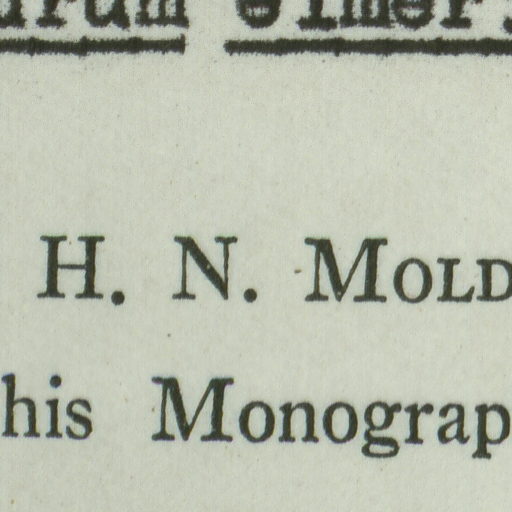 H. N. MOLD
his Monograp